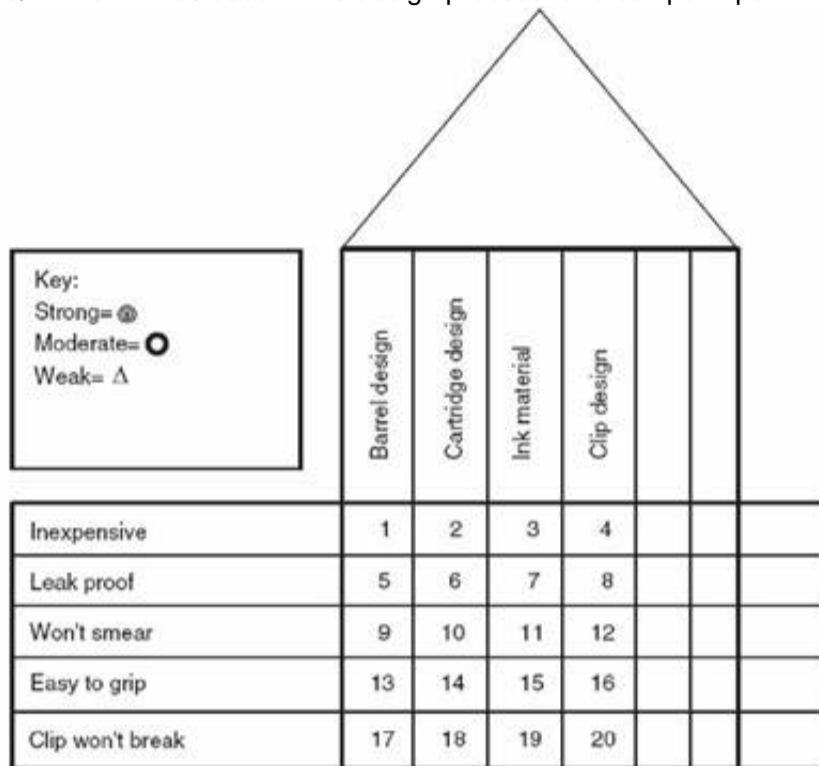 Key:
Strong=
Moderate=
Weak= Δ
Barrel design
Cartridge design
Ink material
Clip design
Inexpensive 1 2 3 4
Leak proof 5 6 7 8
Won't smear 9 10 11 12
Easy to grip 13 14 15 16
Clip won't break 17 18 19 20